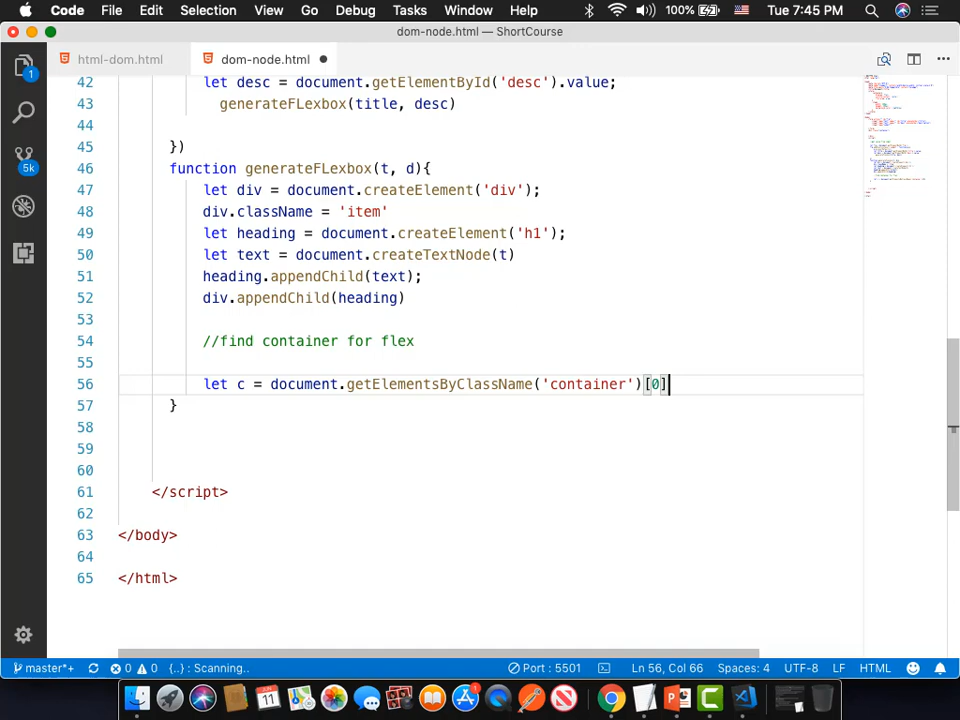 Code File Edit Selection View Go Debug Tasks Window Help 100% Tue 7:45 PM
dom-node.html — ShortCourse
html-dom.html dom-node.html
1
5k
42 let desc = document.getElementById('desc').value;
43 generateFLexbox(title, desc)
44
45 })
46 function generateFLexbox(t, d){
47 let div = document.createElement('div');
48 div.className = 'item'
49 let heading = document.createElement('h1');
50 let text = document.createTextNode(t)
51 heading.appendChild(text);
52 div.appendChild(heading)
53
54 //find container for flex
55
56 let c = document.getElementsByClassName('container')[0]
57 }
58
59
60
61 </script>
62
63 </body>
64
65 </html>
master*+ 0 0 {..} : Scanning.. Port : 5501 Ln 56, Col 66 Spaces: 4 UTF-8 LF HTML